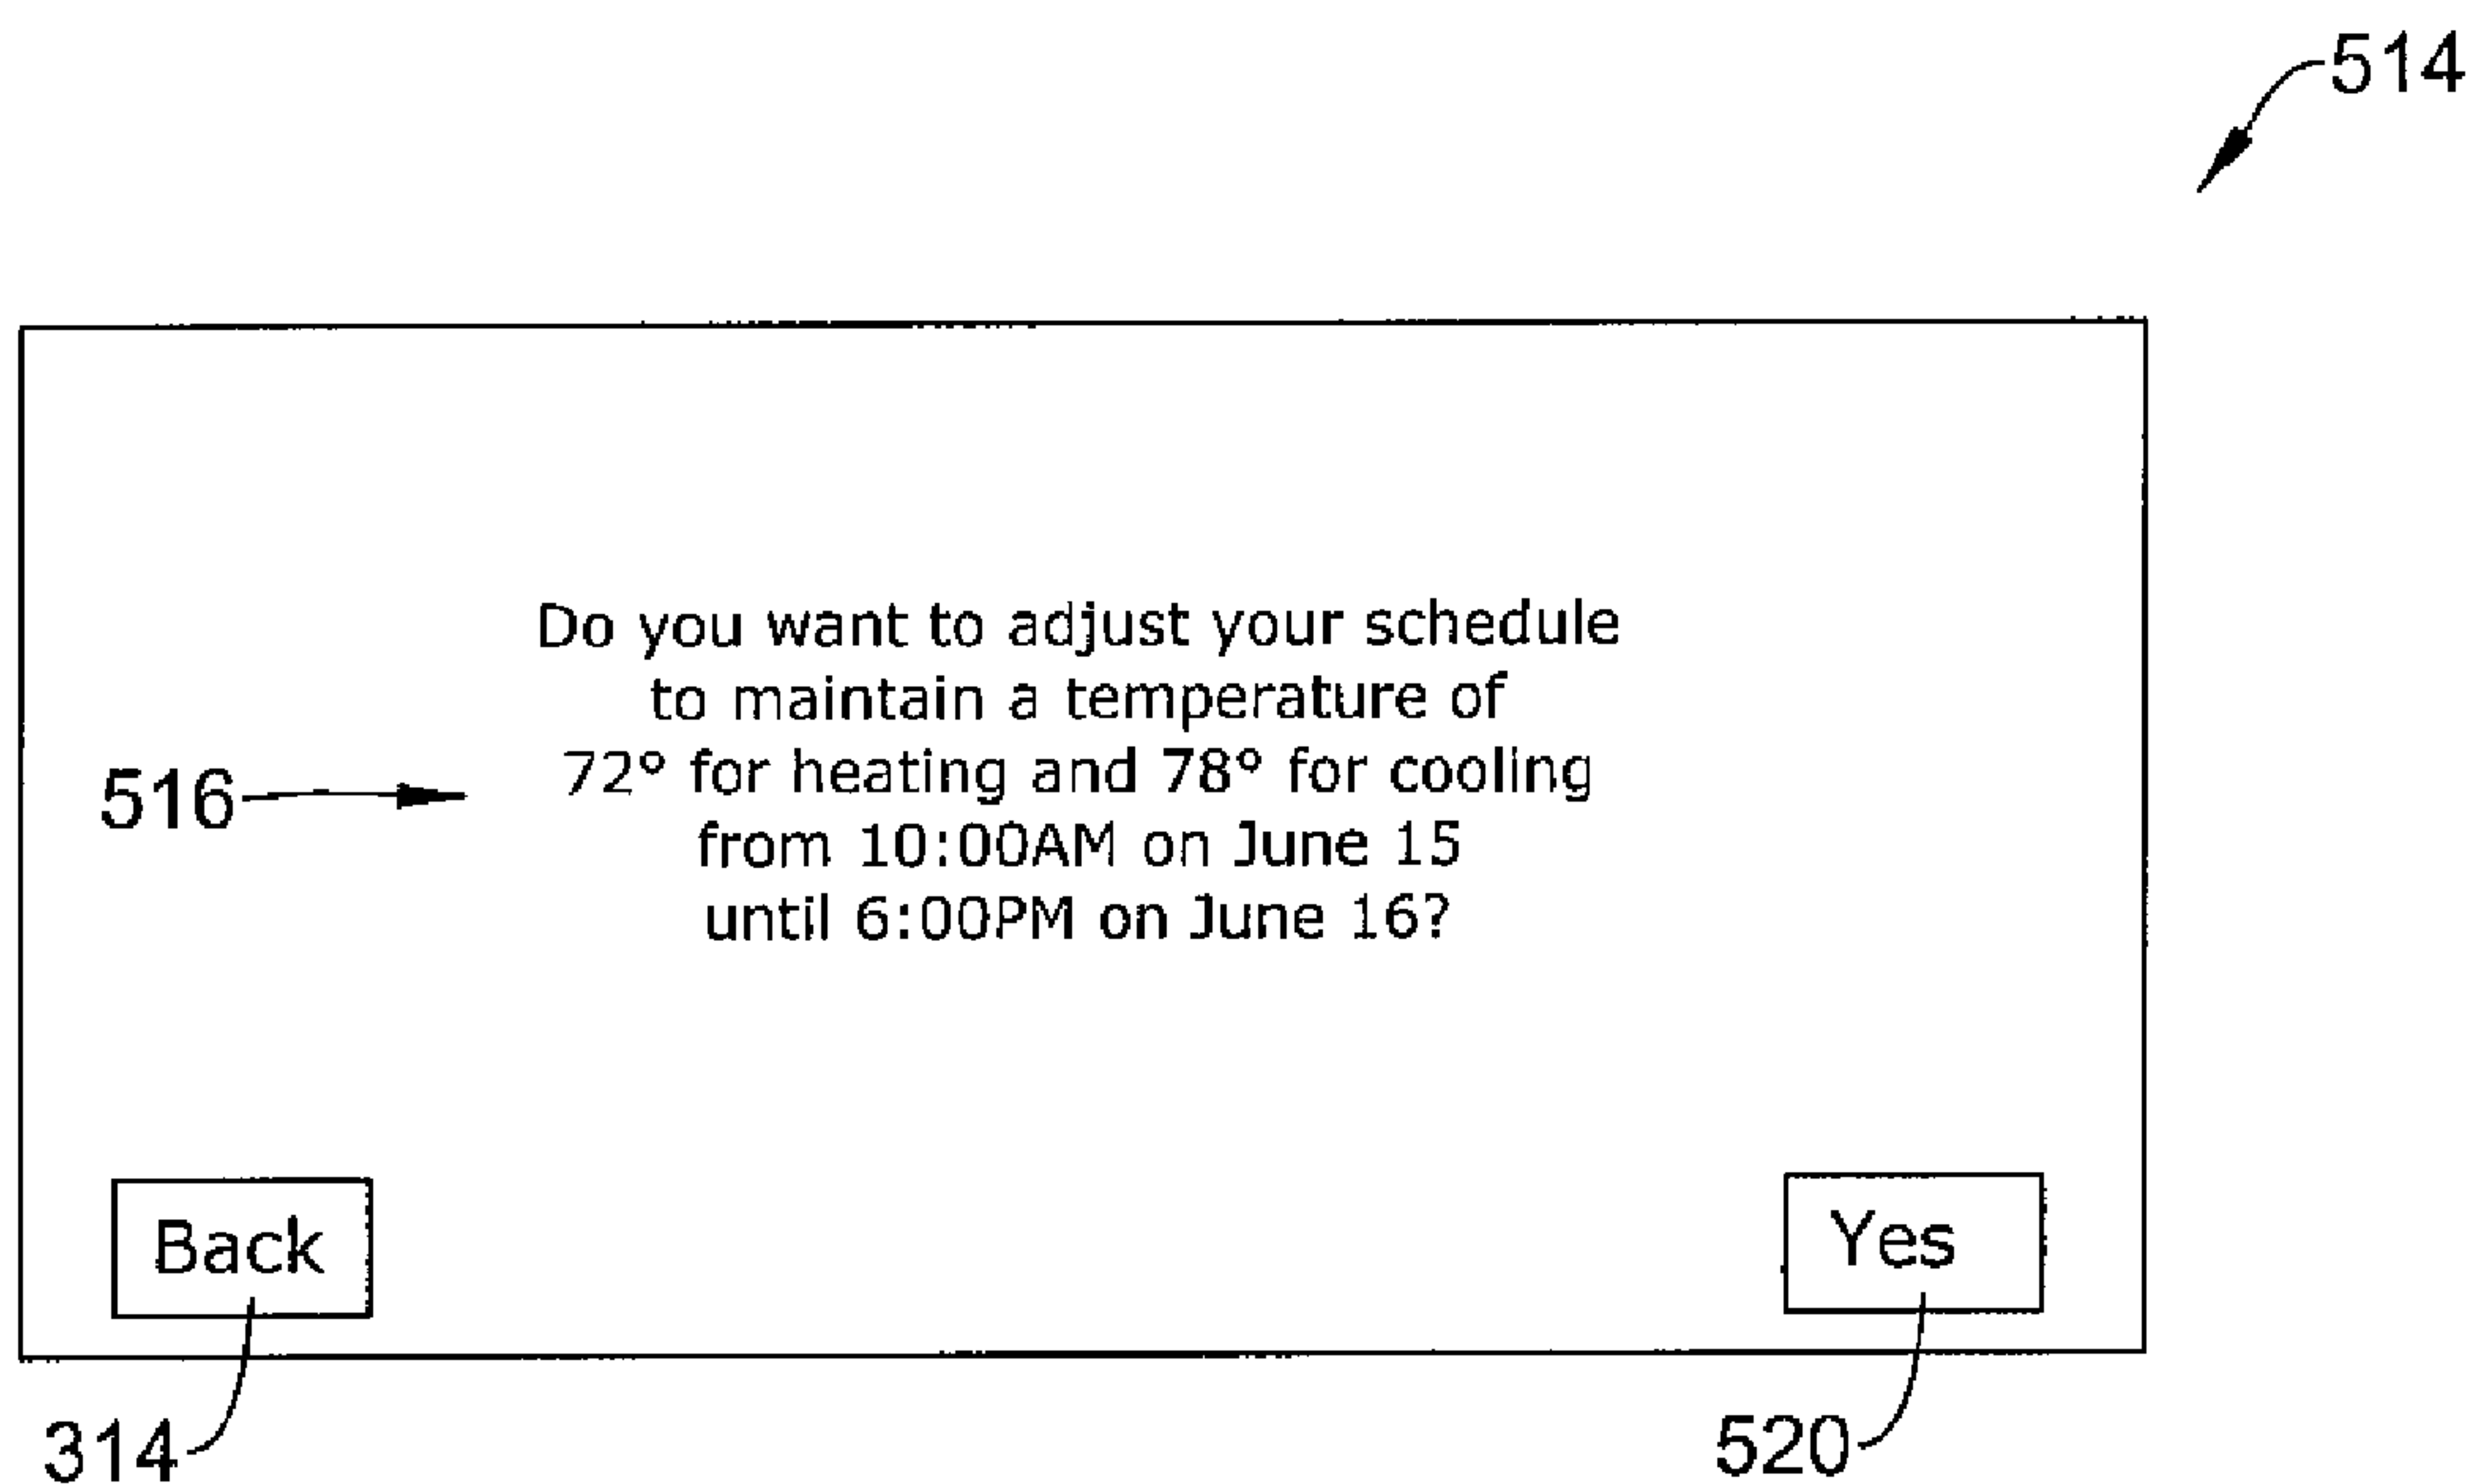 514
Do you want to adjust your schedule
to maintain a temperature of
72° for heating and 78° for cooling
516
from 10:00AM on June 15
until 6:00PM on June 16?
Back
Yes
314
520